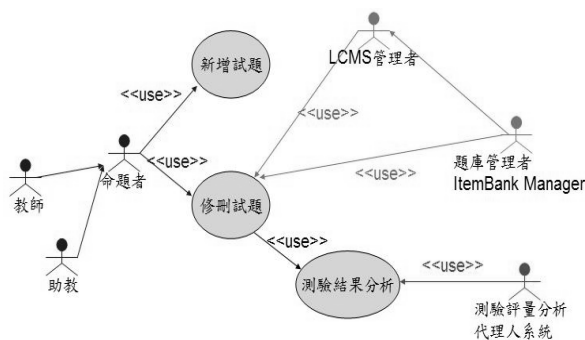 新增試題
LCMS管理者
<<use>>
<<use>>
<<use>>
題庫管理者
ItemBank Manager
<<use>>
命題者
教師
修刪試題
<<use>>
助教
<<use>>
測驗結果分析
測驗評量分析
代理人系統